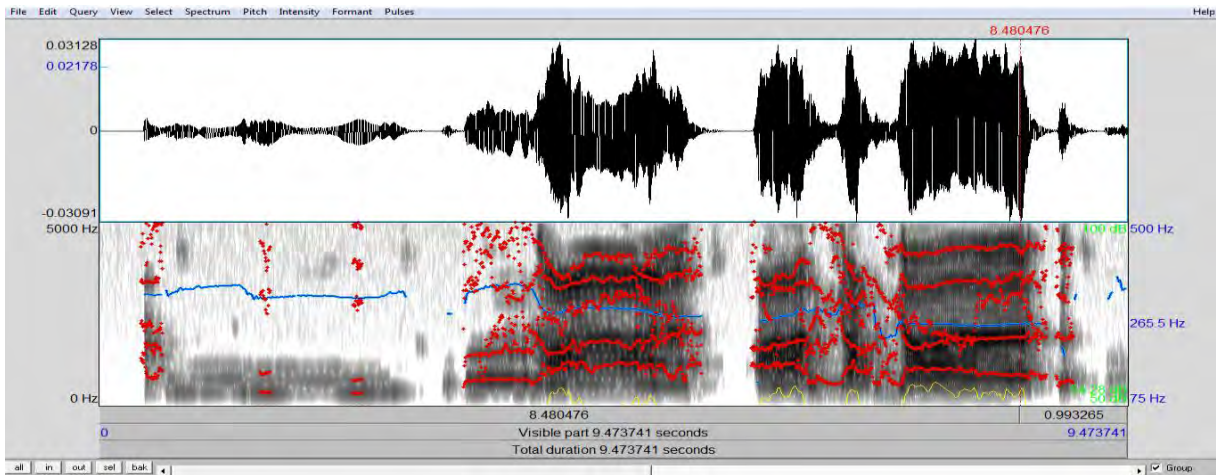 File Edit Query View Select Spectrum Pitch Intensity Formant Pulses Help
8.480476
0.03128
0.02178
0
-0.03091
5000 Hz 100 dB 500 Hz
265.5 Hz
0 Hz 75 Hz
8.480476 0.993265
0 Visible part 9.473741 seconds 9.473741
Total duration 9.473741 seconds
all in out sel bak Group